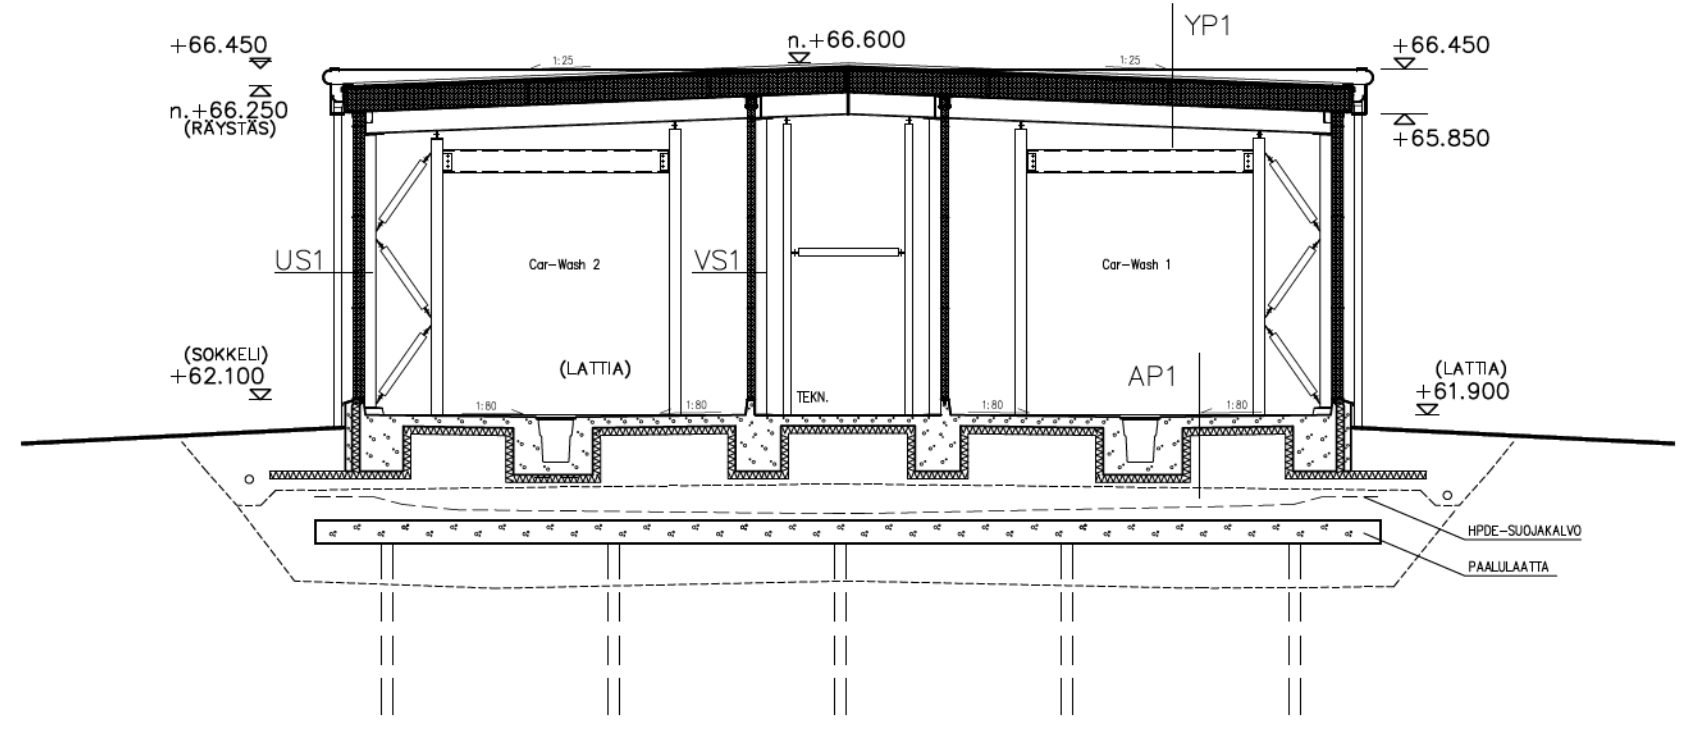 YP1
+66.450
n.+66.600
+66.450
1:25
1:25
n.+66.250
(RÄYSTÄS)
+65.850
US1
Car-Wash 2
VS1
Car-Wash 1
(SOKKELI)
+62.100
(LATTIA)
AP1
(LATTIA)
+61.900
TEKN.
1:80
1:80
1:80
1:80
HPDE-SUOJAKALVO
PAALULAATTA